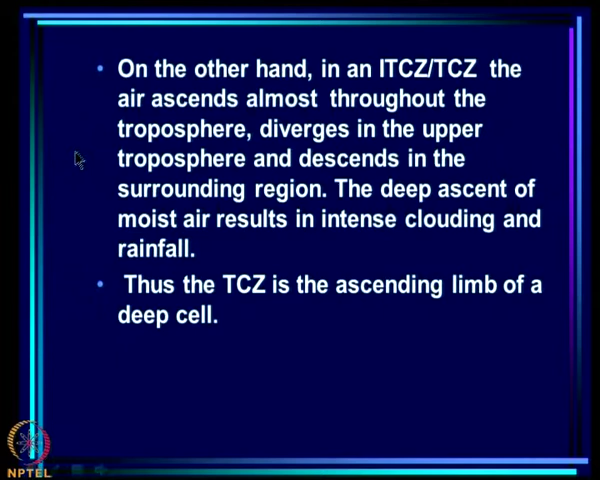 On the other hand, in an ITCZ/TCZ the
air ascends almost throughout the
troposphere, diverges in the upper
troposphere and descends in the
surrounding region. The deep ascent of
moist air results in intense clouding and
rainfall.
Thus the TCZ is the ascending limb of a
deep cell.
NPTEL